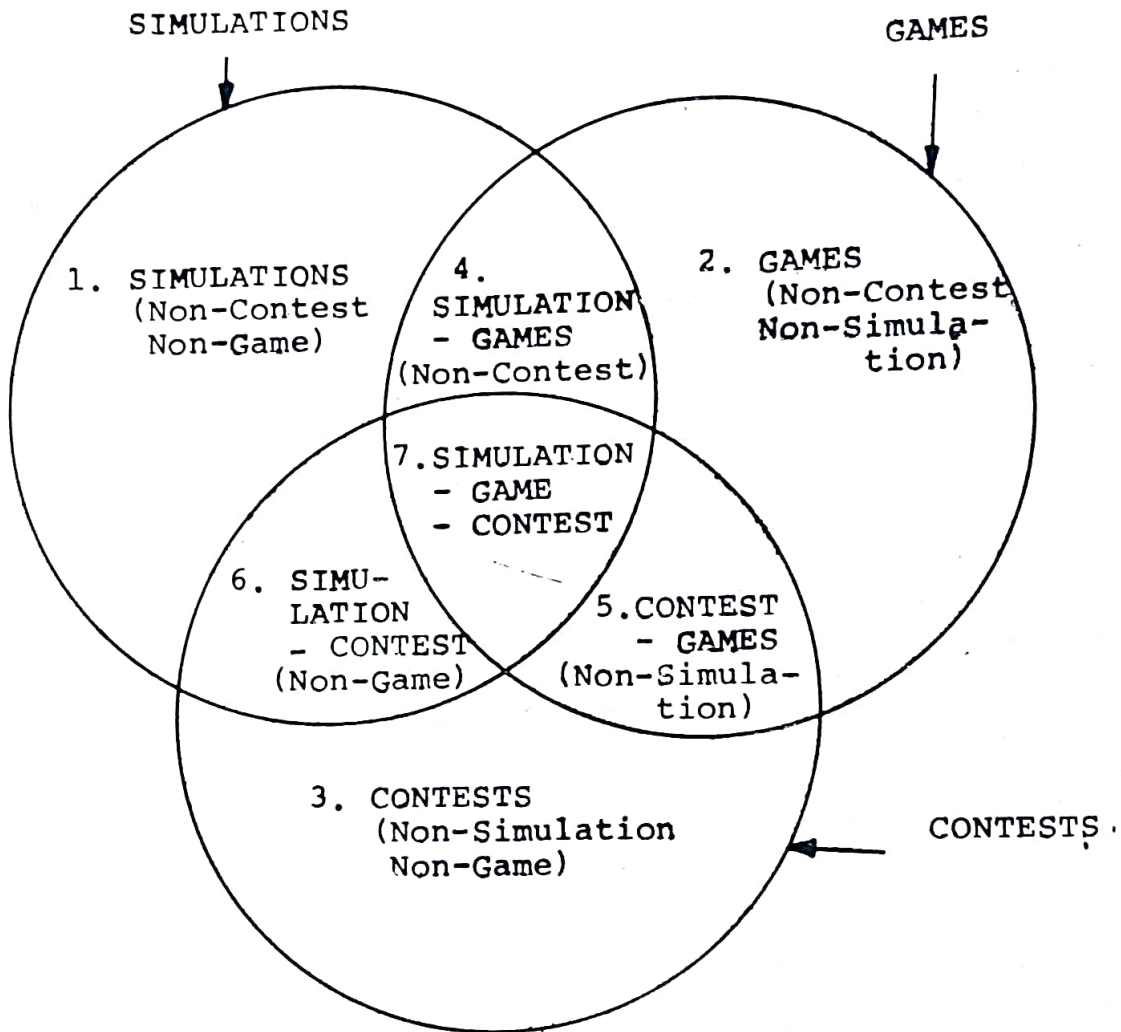 SIMULATIONS
GAMES
1. SIMULATIONS
(Non-Contest
Non-Game)
4.
SIMULATION
- GAMES
(Non-Contest)
2. GAMES
(Non-Contest
Non-Simula-
tion)
7.SIMULATION
- GAME
- CONTEST
6. SIMU-
LATION
- CONTEST
(Non-Game)
5.CONTEST
- GAMES
(Non-Simula-
tion)
3. CONTESTS
(Non-Simulation
Non-Game)
CONTESTS